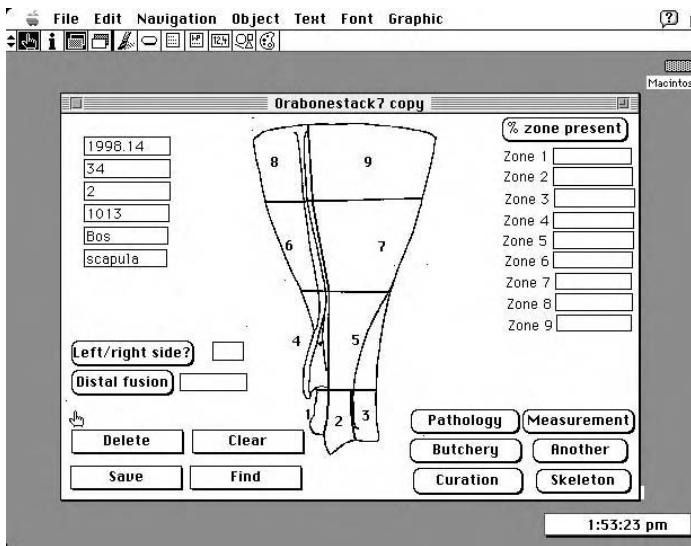 File Edit Navigation Object Text Font Graphic
Macintos
Orabonestack7 copy
1998.14
34
2
1013
Bos
scapula
8
9
6
7
4
5
1
2
3
% zone present
Zone 1
Zone 2
Zone 3
Zone 4
Zone 5
Zone 6
Zone 7
Zone 8
Zone 9
Left/right side?
Distal fusion
Delete
Clear
Save
Find
Pathology
Measurement
Butchery
Another
Curation
Skeleton
1:53:23 pm